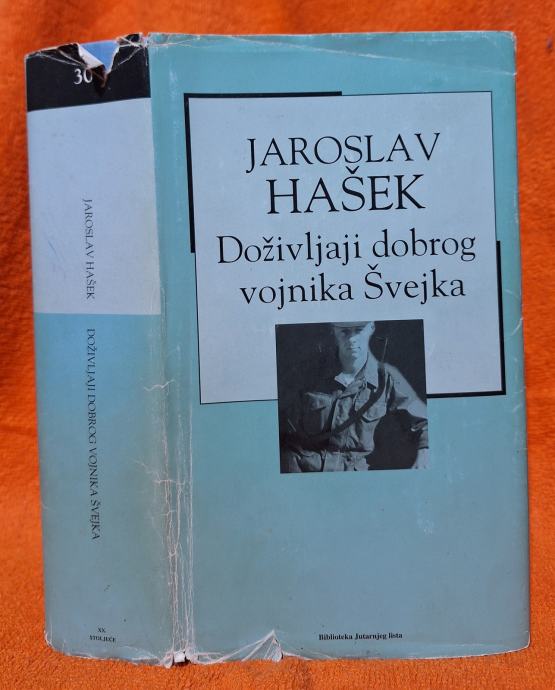 30
JAROSLAV HAŠEK
DOŽIVLJAJI DOBROG VOJNIKA ŠVEJKA
XX.
STOLJEĆE
JAROSLAV
HAŠEK
Doživljaji dobrog
vojnika Švejka
Biblioteka Jutarnjeg lista